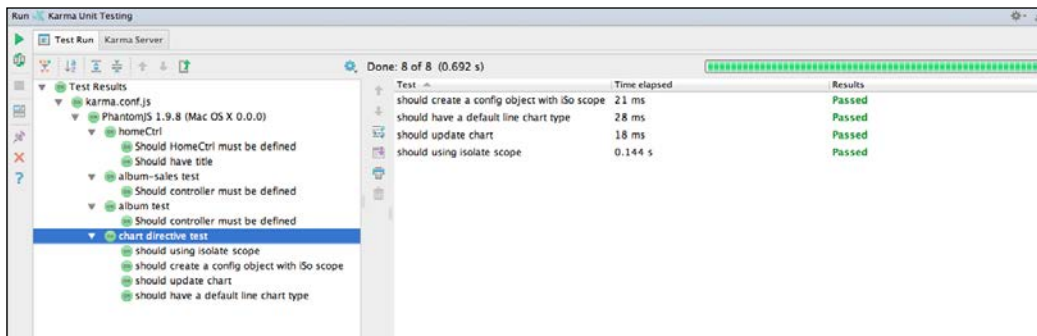 Run Karma Unit Testing
Test Run Karma Server
Done: 8 of 8 (0.692 s)
Test Results
karma.conf.js
PhantomJS 1.9.8 (Mac OS X 0.0.0)
homeCtrl
Should HomeCtrl must be defined
Should have title
album-sales test
Should controller must be defined
album test
Should controller must be defined
chart directive test
should using isolate scope
should create a config object with iSo scope
should update chart
should have a default line chart type
Test Time elapsed Results
should create a config object with iSo scope 21 ms Passed
should have a default line chart type 28 ms Passed
should update chart 18 ms Passed
should using isolate scope 0.144 s Passed